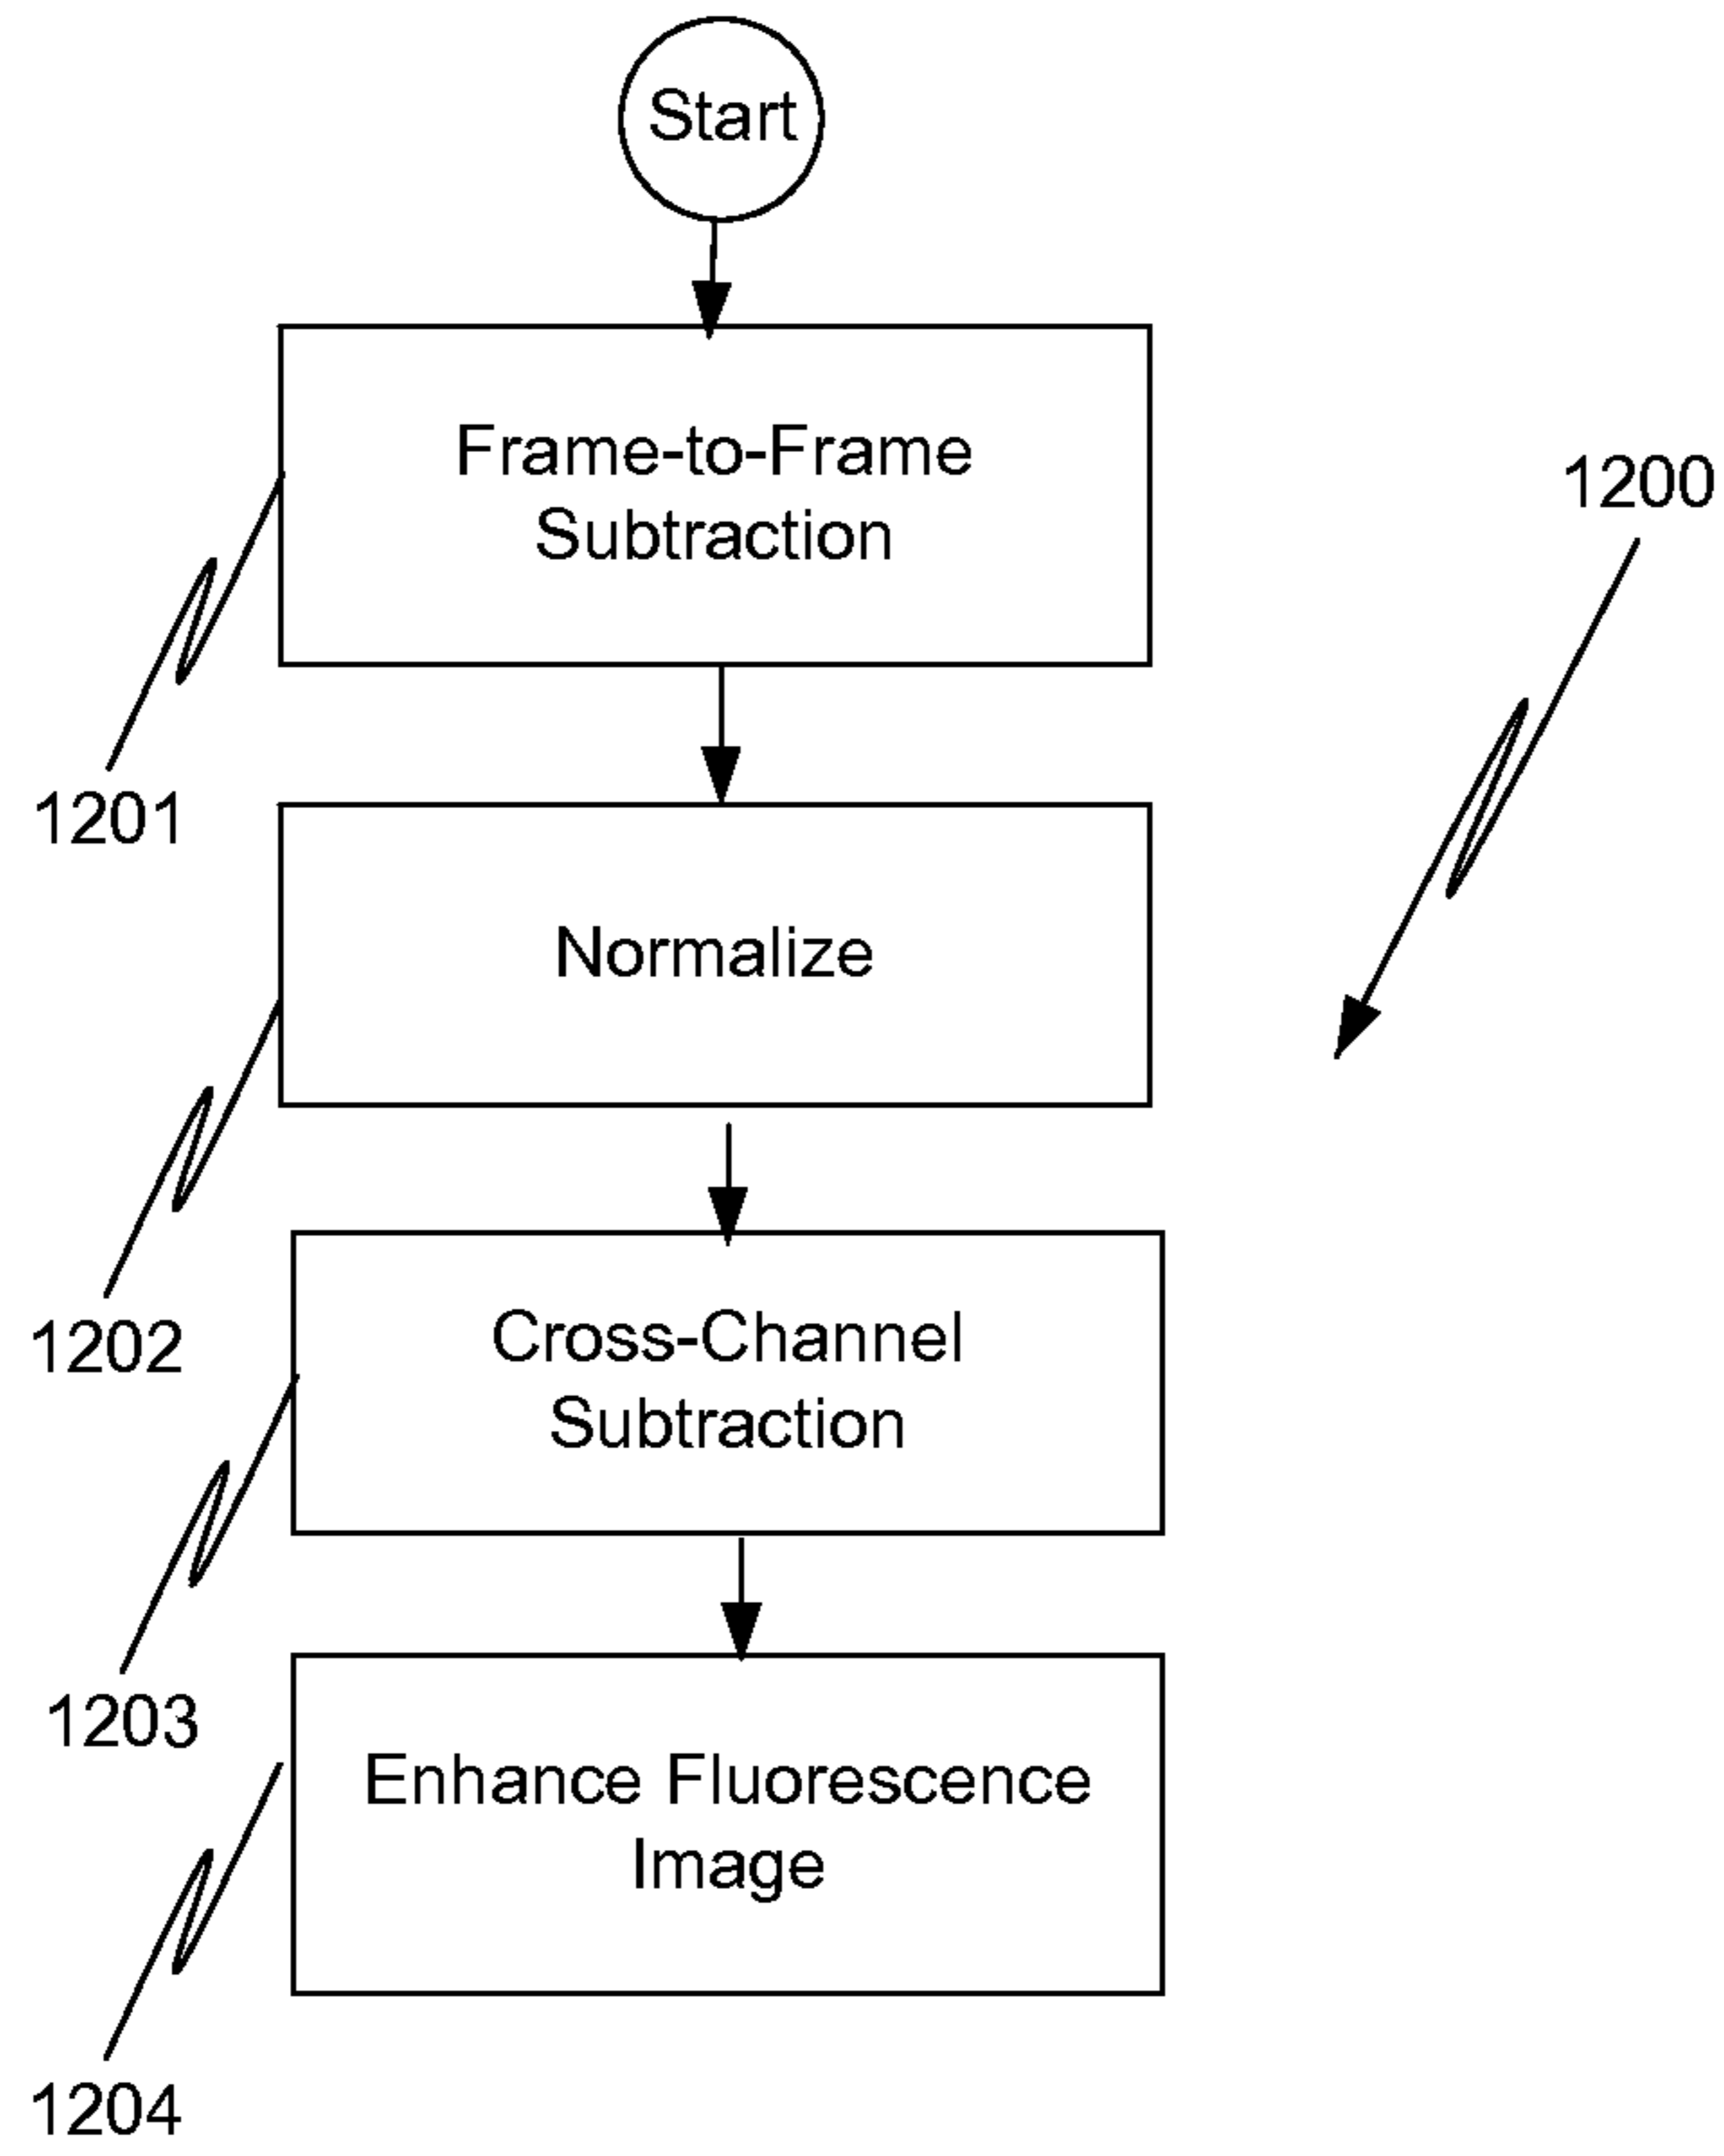 Start
Frame-to-Frame
Subtraction
1200
1201
Normalize
1202
Cross-Channel
Subtraction
1203
Enhance Fluorescence
Image
1204